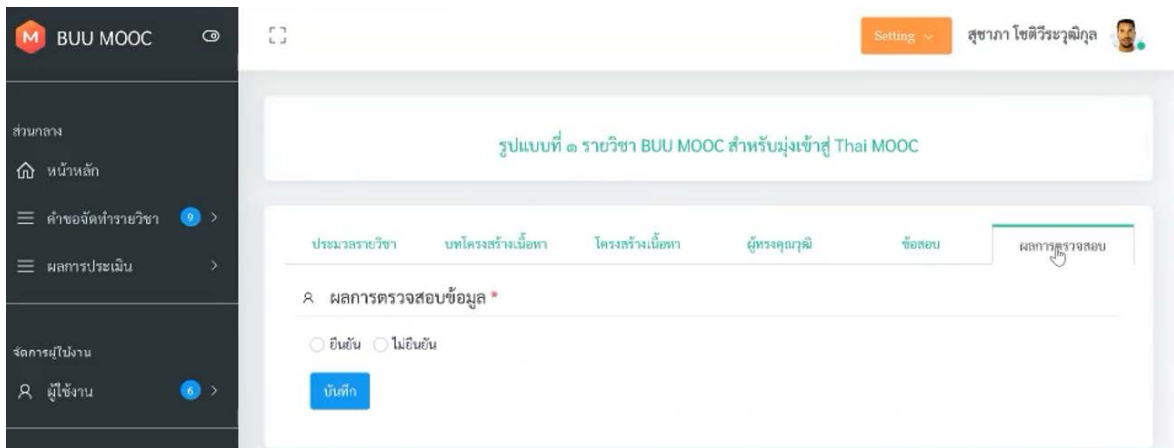 M BUU MOOC
Setting
สุชาภา โชติวีระวุฒิกุล
ส่วนกลาง
หน้าหลัก
คำขอจัดทำรายวิชา 9
ผลการประเมิน
จัดการผู้ใช้งาน
ผู้ใช้งาน 6
รูปแบบที่ ๑ รายวิชา BUU MOOC สำหรับมุ่งเข้าสู่ Thai MOOC
ประมวลรายวิชา บทโครงสร้างเนื้อหา โครงสร้างเนื้อหา ผู้ทรงคุณวุฒิ ข้อสอบ ผลการตรวจสอบ
ผลการตรวจสอบข้อมูล *
ยืนยัน ไม่ยืนยัน
บันทึก